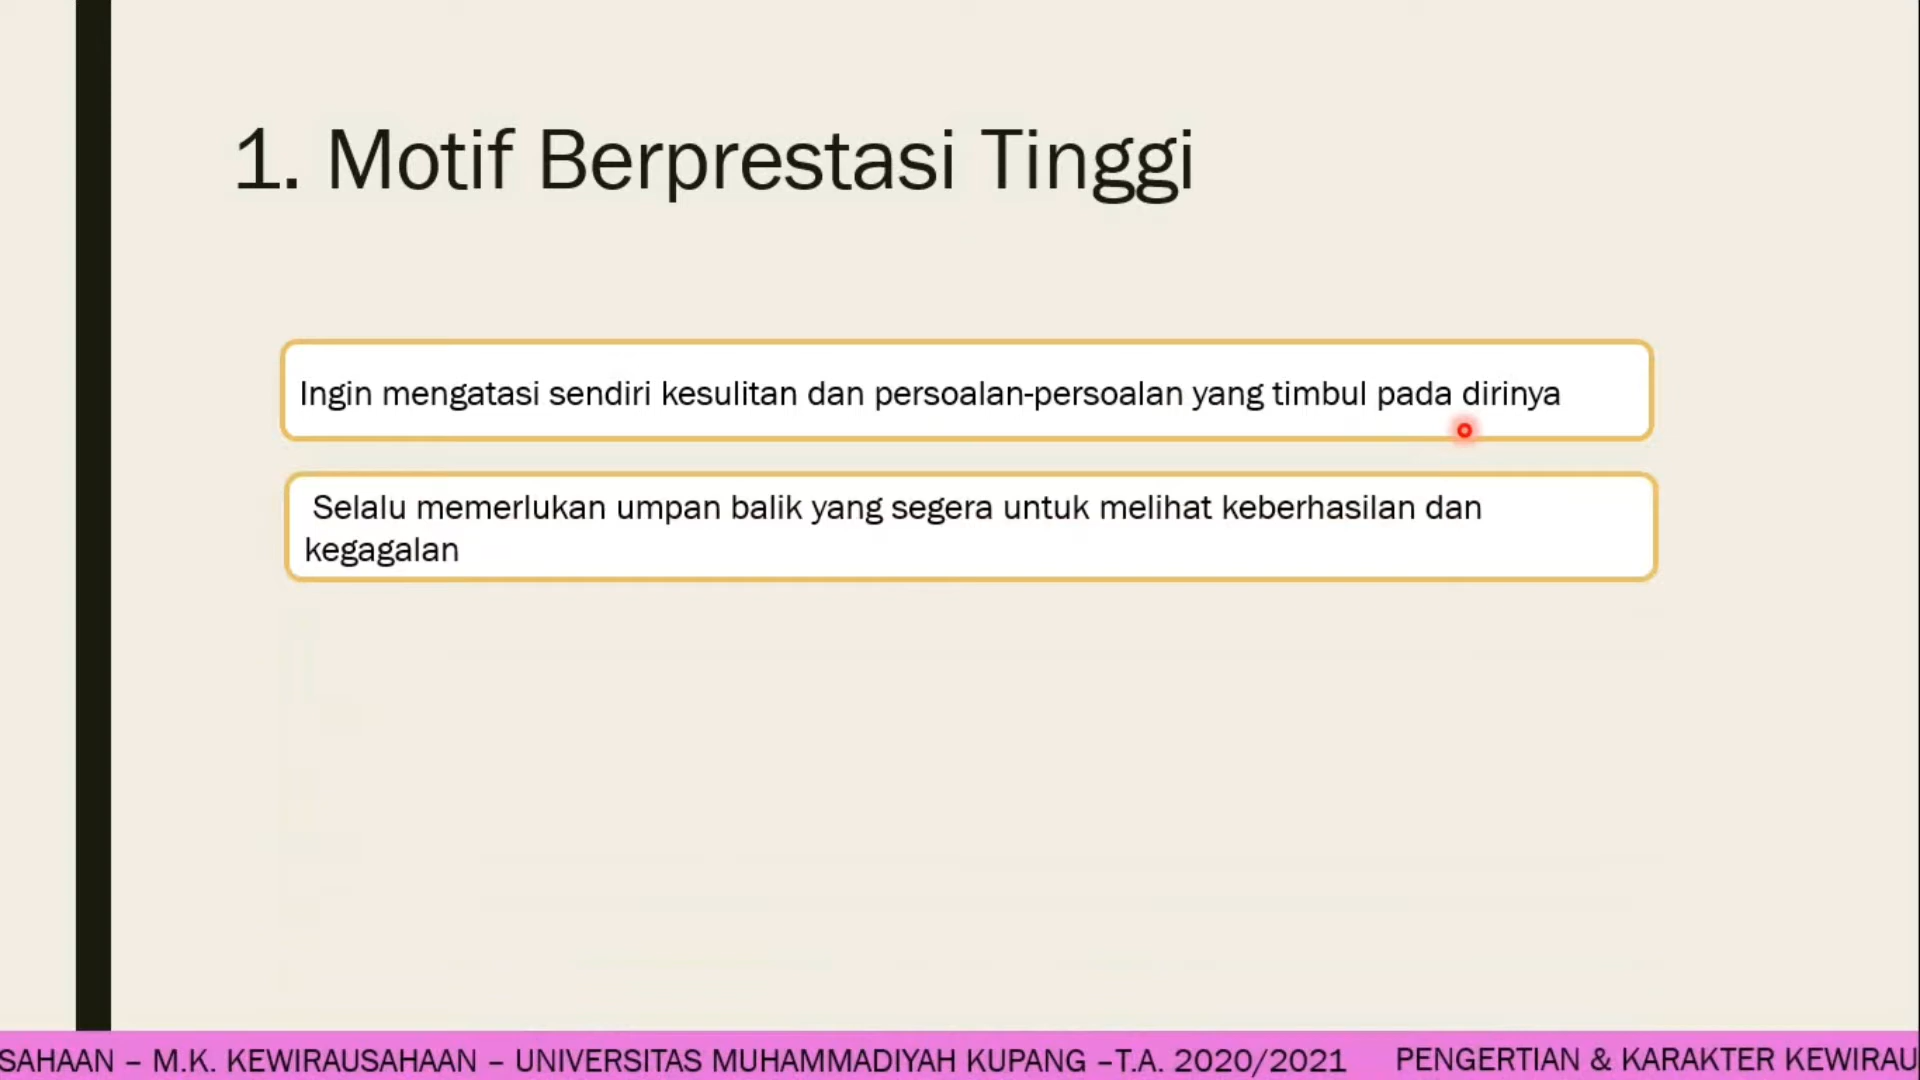 1. Motif Berprestasi Tinggi
Ingin mengatasi sendiri kesulitan dan persoalan-persoalan yang timbul pada dirinya
Selalu memerlukan umpan balik yang segera untuk melihat keberhasilan dan
kegagalan
SAHAAN – M.K. KEWIRAUSAHAAN – UNIVERSITAS MUHAMMADIYAH KUPANG –T.A. 2020/2021 PENGERTIAN & KARAKTER KEWIRAU